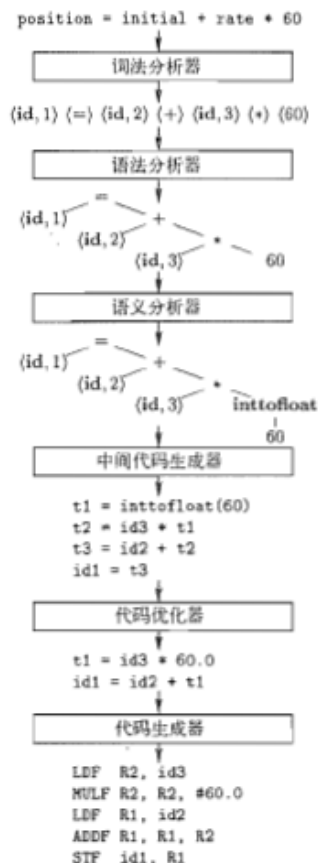 position = initial + rate * 60
词法分析器
⟨id, 1⟩ ⟨=⟩ ⟨id, 2⟩ ⟨+⟩ ⟨id, 3⟩ ⟨*⟩ ⟨60⟩
语法分析器
=
⟨id, 1⟩ +
⟨id, 2⟩ *
⟨id, 3⟩ 60
语义分析器
=
⟨id, 1⟩ +
⟨id, 2⟩ *
⟨id, 3⟩ inttofloat
60
中间代码生成器
t1 = inttofloat(60)
t2 = id3 * t1
t3 = id2 + t2
id1 = t3
代码优化器
t1 = id3 * 60.0
id1 = id2 + t1
代码生成器
LDF R2, id3
MULF R2, R2, #60.0
LDF R1, id2
ADDF R1, R1, R2
STF id1, R1